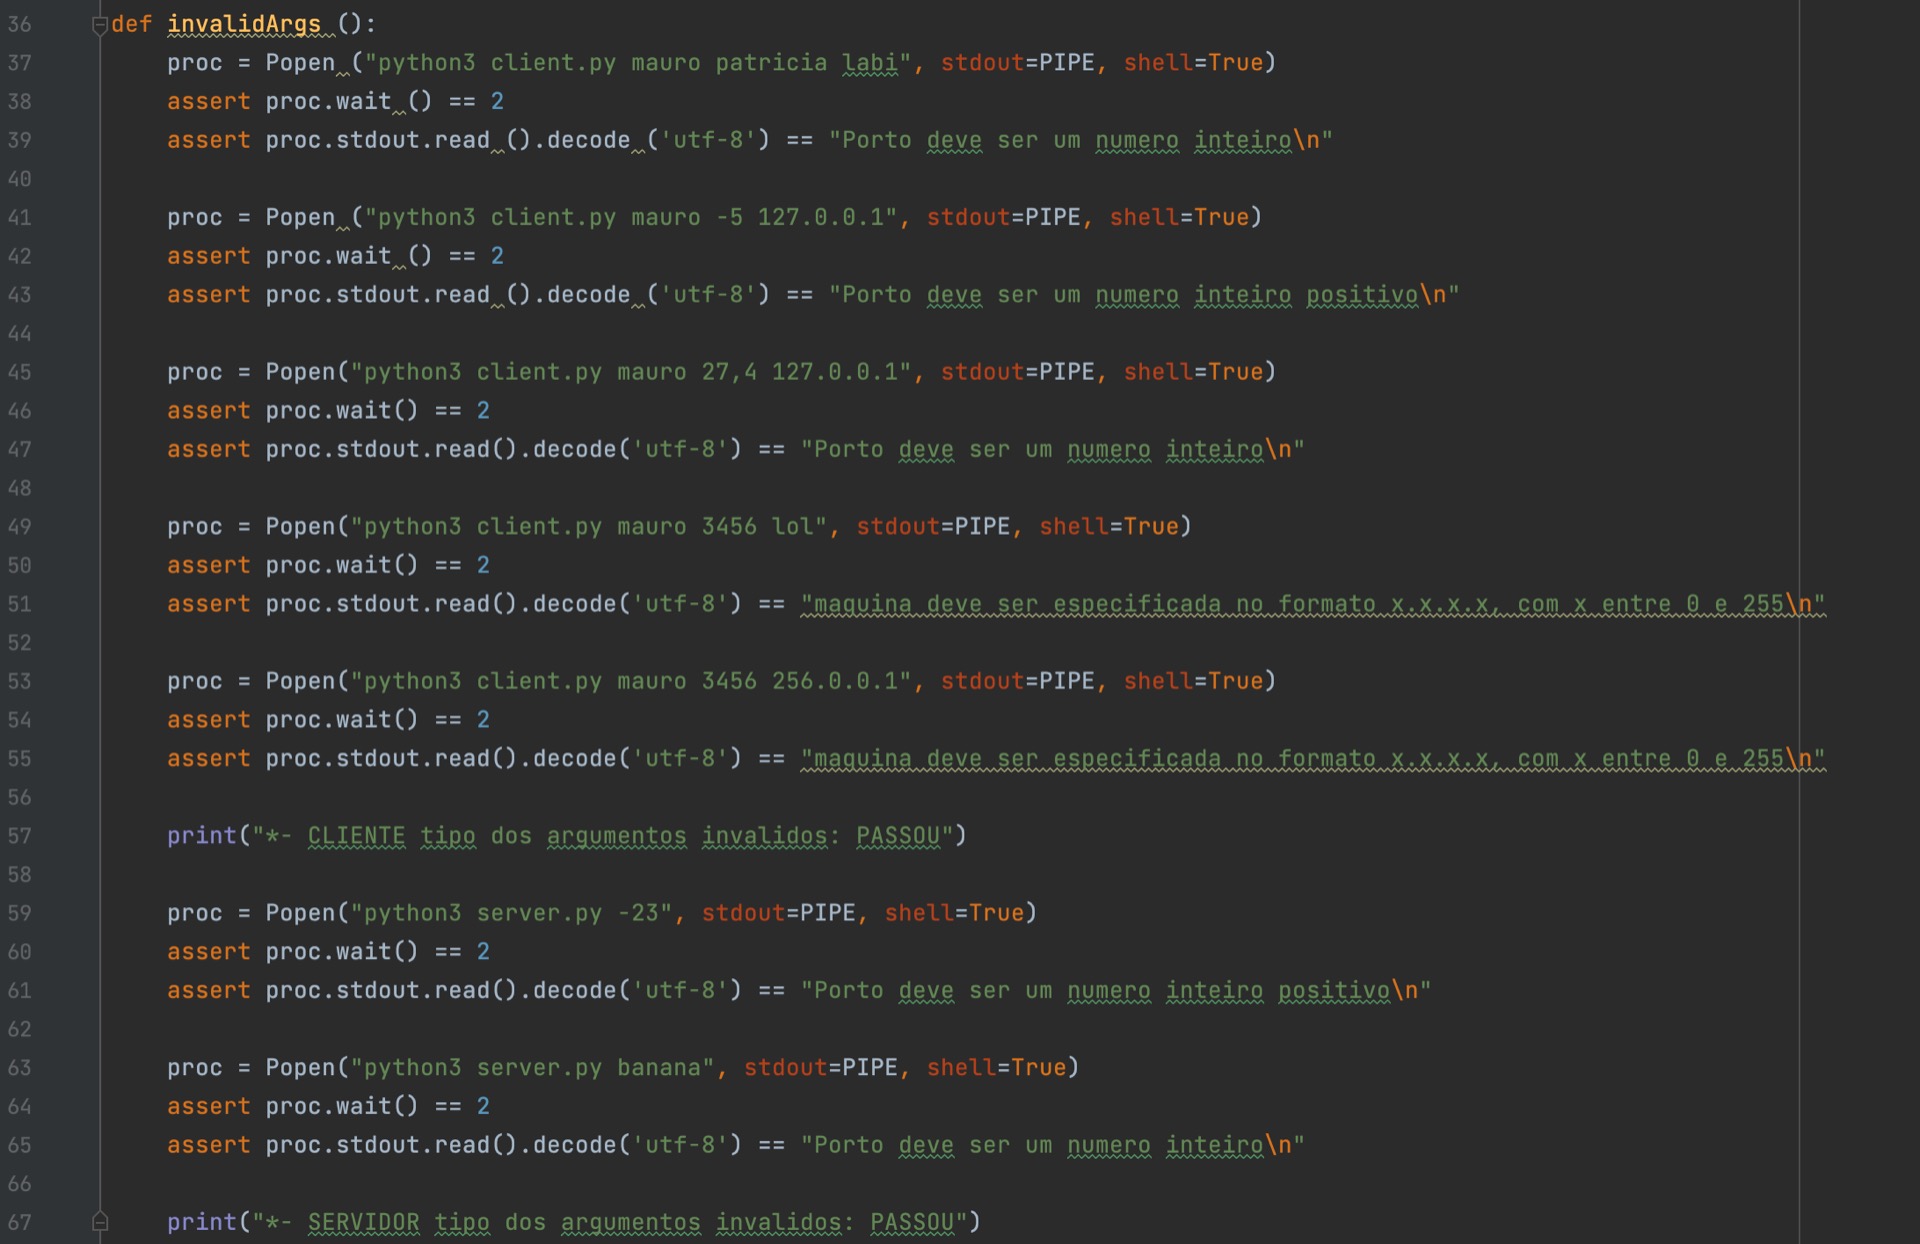 36 def invalidArgs ():
37 proc = Popen ("python3 client.py mauro patricia labi", stdout=PIPE, shell=True)
38 assert proc.wait () == 2
39 assert proc.stdout.read ().decode ('utf-8') == "Porto deve ser um numero inteiro\n"
40
41 proc = Popen ("python3 client.py mauro -5 127.0.0.1", stdout=PIPE, shell=True)
42 assert proc.wait () == 2
43 assert proc.stdout.read ().decode ('utf-8') == "Porto deve ser um numero inteiro positivo\n"
44
45 proc = Popen("python3 client.py mauro 27,4 127.0.0.1", stdout=PIPE, shell=True)
46 assert proc.wait() == 2
47 assert proc.stdout.read().decode('utf-8') == "Porto deve ser um numero inteiro\n"
48
49 proc = Popen("python3 client.py mauro 3456 lol", stdout=PIPE, shell=True)
50 assert proc.wait() == 2
51 assert proc.stdout.read().decode('utf-8') == "maquina deve ser especificada no formato x.x.x.x, com x entre 0 e 255\n"
52
53 proc = Popen("python3 client.py mauro 3456 256.0.0.1", stdout=PIPE, shell=True)
54 assert proc.wait() == 2
55 assert proc.stdout.read().decode('utf-8') == "maquina deve ser especificada no formato x.x.x.x, com x entre 0 e 255\n"
56
57 print("*- CLIENTE tipo dos argumentos invalidos: PASSOU")
58
59 proc = Popen("python3 server.py -23", stdout=PIPE, shell=True)
60 assert proc.wait() == 2
61 assert proc.stdout.read().decode('utf-8') == "Porto deve ser um numero inteiro positivo\n"
62
63 proc = Popen("python3 server.py banana", stdout=PIPE, shell=True)
64 assert proc.wait() == 2
65 assert proc.stdout.read().decode('utf-8') == "Porto deve ser um numero inteiro\n"
66
67 print("*- SERVIDOR tipo dos argumentos invalidos: PASSOU")